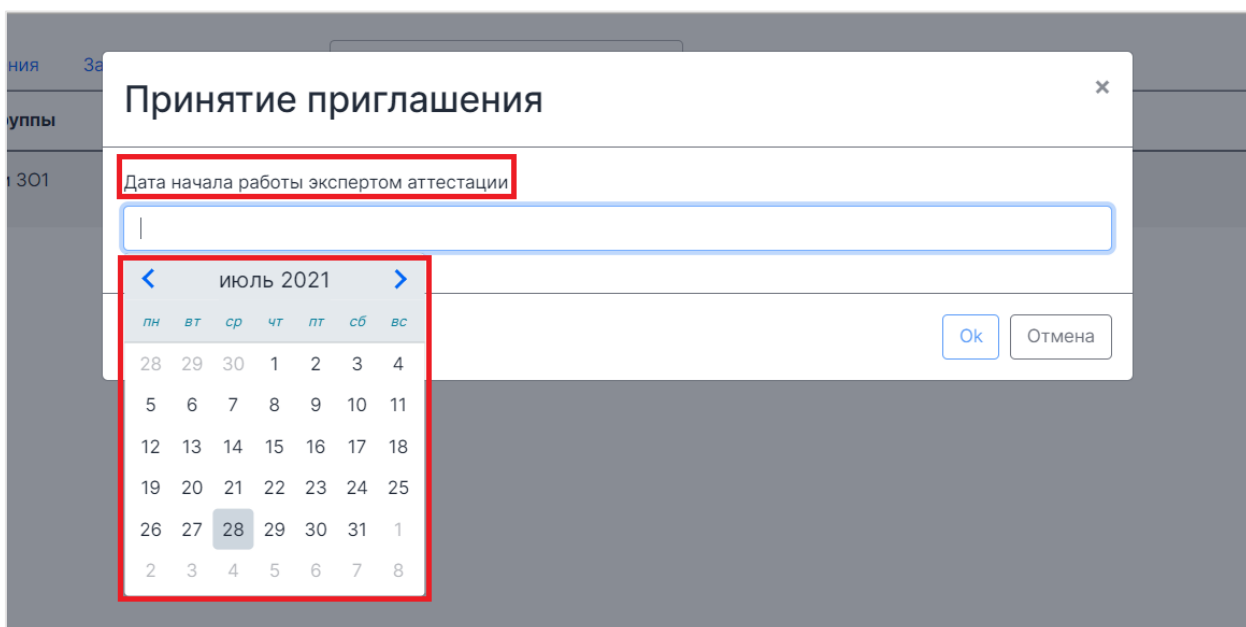 ния За
Принятие приглашения ×
уппы
Дата начала работы экспертом аттестации
и ЗО1
июль 2021
пн вт ср чт пт сб вс
28 29 30 1 2 3 4
5 6 7 8 9 10 11
12 13 14 15 16 17 18
19 20 21 22 23 24 25
26 27 28 29 30 31 1
2 3 4 5 6 7 8
Ok Отмена